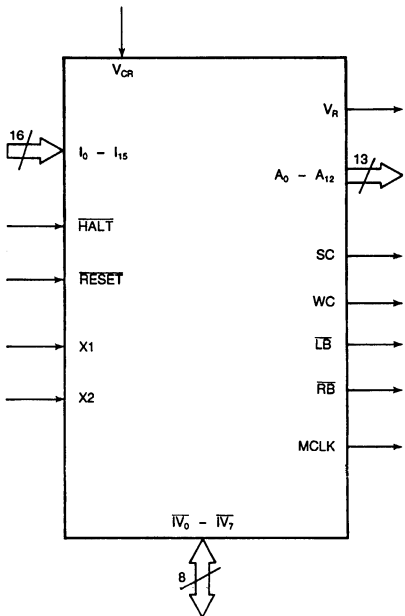 V_CR
V_R
16
I_0 – I_15
13
A_0 – A_12
HALT
SC
RESET
WC
X1
LB
X2
RB
MCLK
IV_0 – IV_7
8